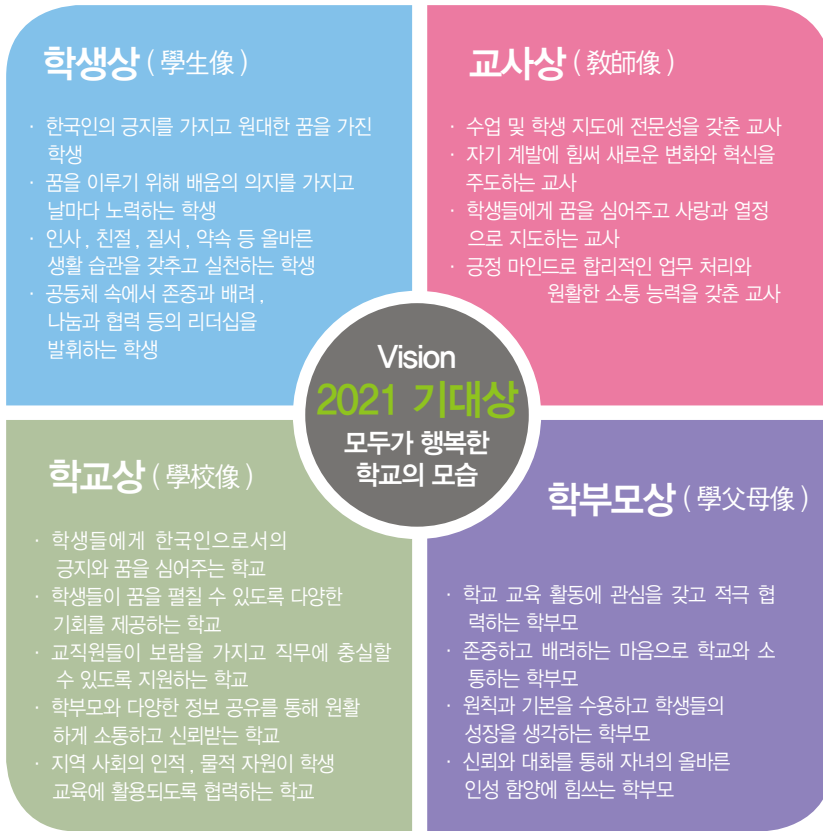 학생상 ( 學生像 )
· 한국인의 긍지를 가지고 원대한 꿈을 가진
학생
· 꿈을 이루기 위해 배움의 의지를 가지고
날마다 노력하는 학생
· 인사 , 친절 , 질서 , 약속 등 올바른
생활 습관을 갖추고 실천하는 학생
· 공동체 속에서 존중과 배려 ,
나눔과 협력 등의 리더십을
발휘하는 학생
교사상 ( 敎師像 )
· 수업 및 학생 지도에 전문성을 갖춘 교사
· 자기 계발에 힘써 새로운 변화와 혁신을
주도하는 교사
· 학생들에게 꿈을 심어주고 사랑과 열정
으로 지도하는 교사
· 긍정 마인드로 합리적인 업무 처리와
원활한 소통 능력을 갖춘 교사
Vision
2021 기대상
모두가 행복한
학교의 모습
학교상 ( 學校像 )
· 학생들에게 한국인으로서의
긍지와 꿈을 심어주는 학교
· 학생들이 꿈을 펼칠 수 있도록 다양한
기회를 제공하는 학교
· 교직원들이 보람을 가지고 직무에 충실할
수 있도록 지원하는 학교
· 학부모와 다양한 정보 공유를 통해 원활
하게 소통하고 신뢰받는 학교
· 지역 사회의 인적 , 물적 자원이 학생
교육에 활용되도록 협력하는 학교
학부모상 ( 學父母像 )
· 학교 교육 활동에 관심을 갖고 적극 협
력하는 학부모
· 존중하고 배려하는 마음으로 학교와 소
통하는 학부모
· 원칙과 기본을 수용하고 학생들의
성장을 생각하는 학부모
· 신뢰와 대화를 통해 자녀의 올바른
인성 함양에 힘쓰는 학부모